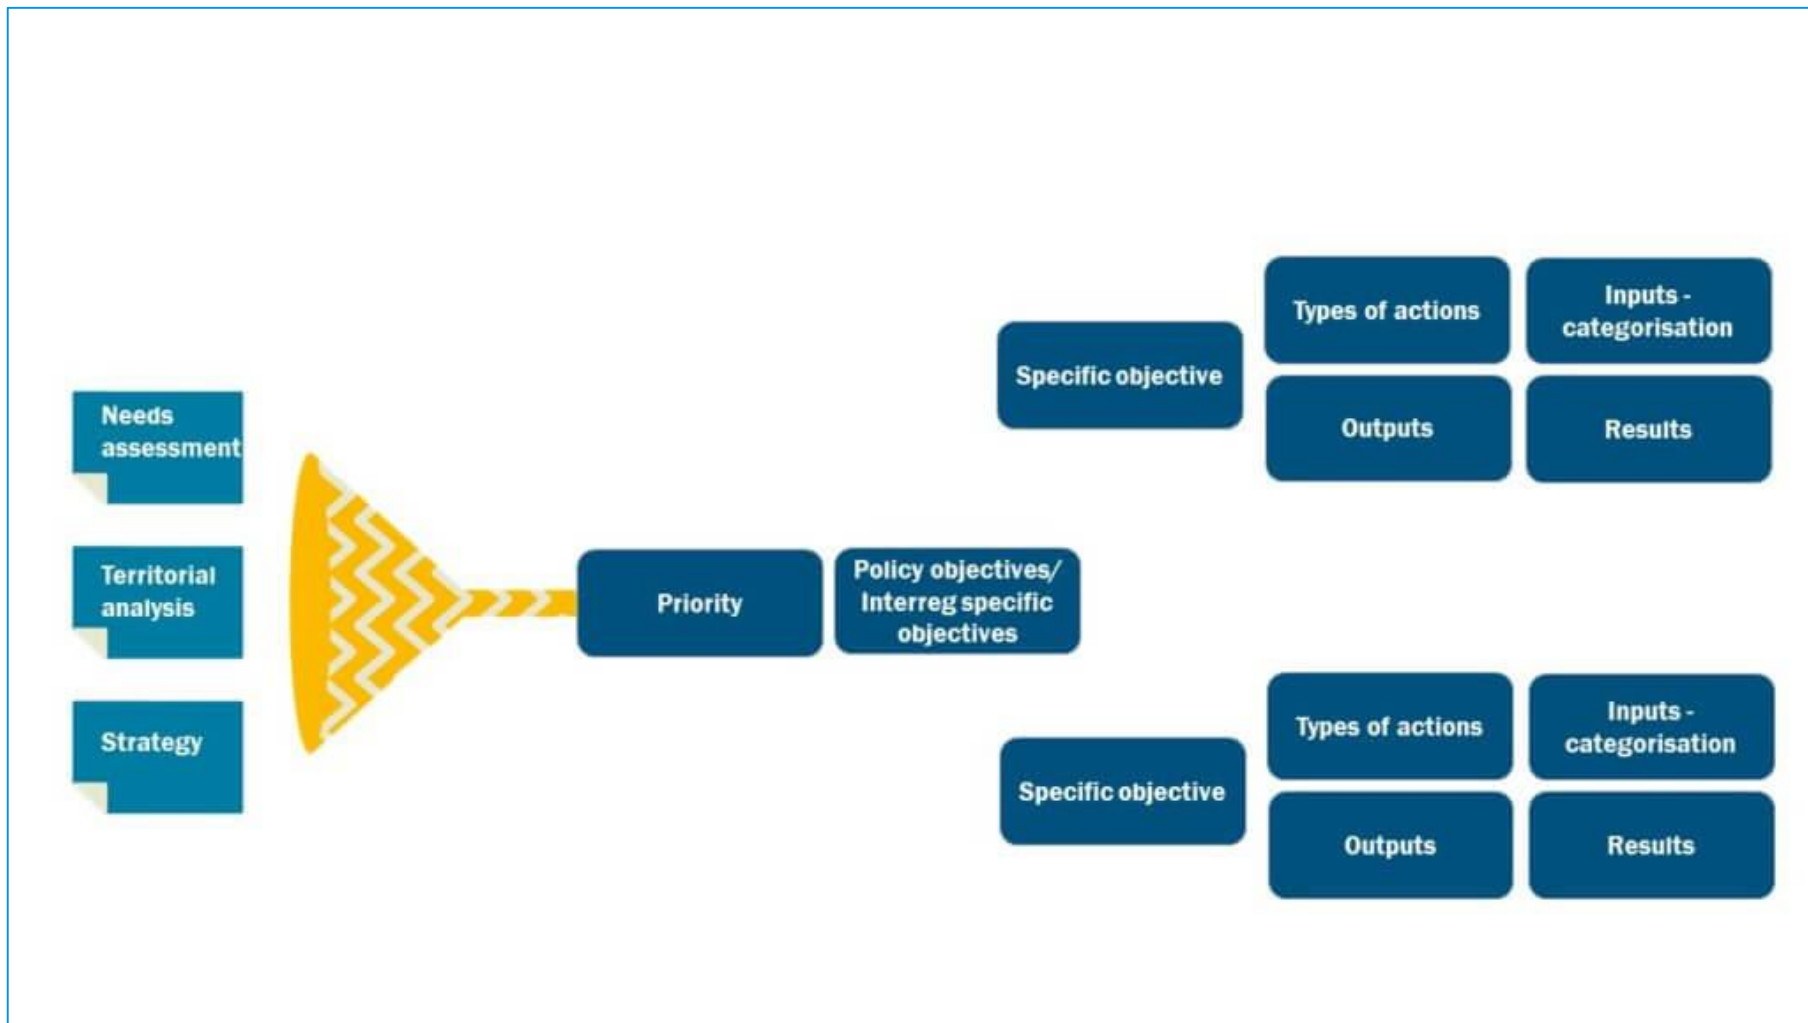 Needs
assessment
Territorial
analysis
Strategy
Priority
Policy objectives/
Interreg specific
objectives
Specific objective
Types of actions
Inputs -
categorisation
Outputs
Results
Specific objective
Types of actions
Inputs -
categorisation
Outputs
Results